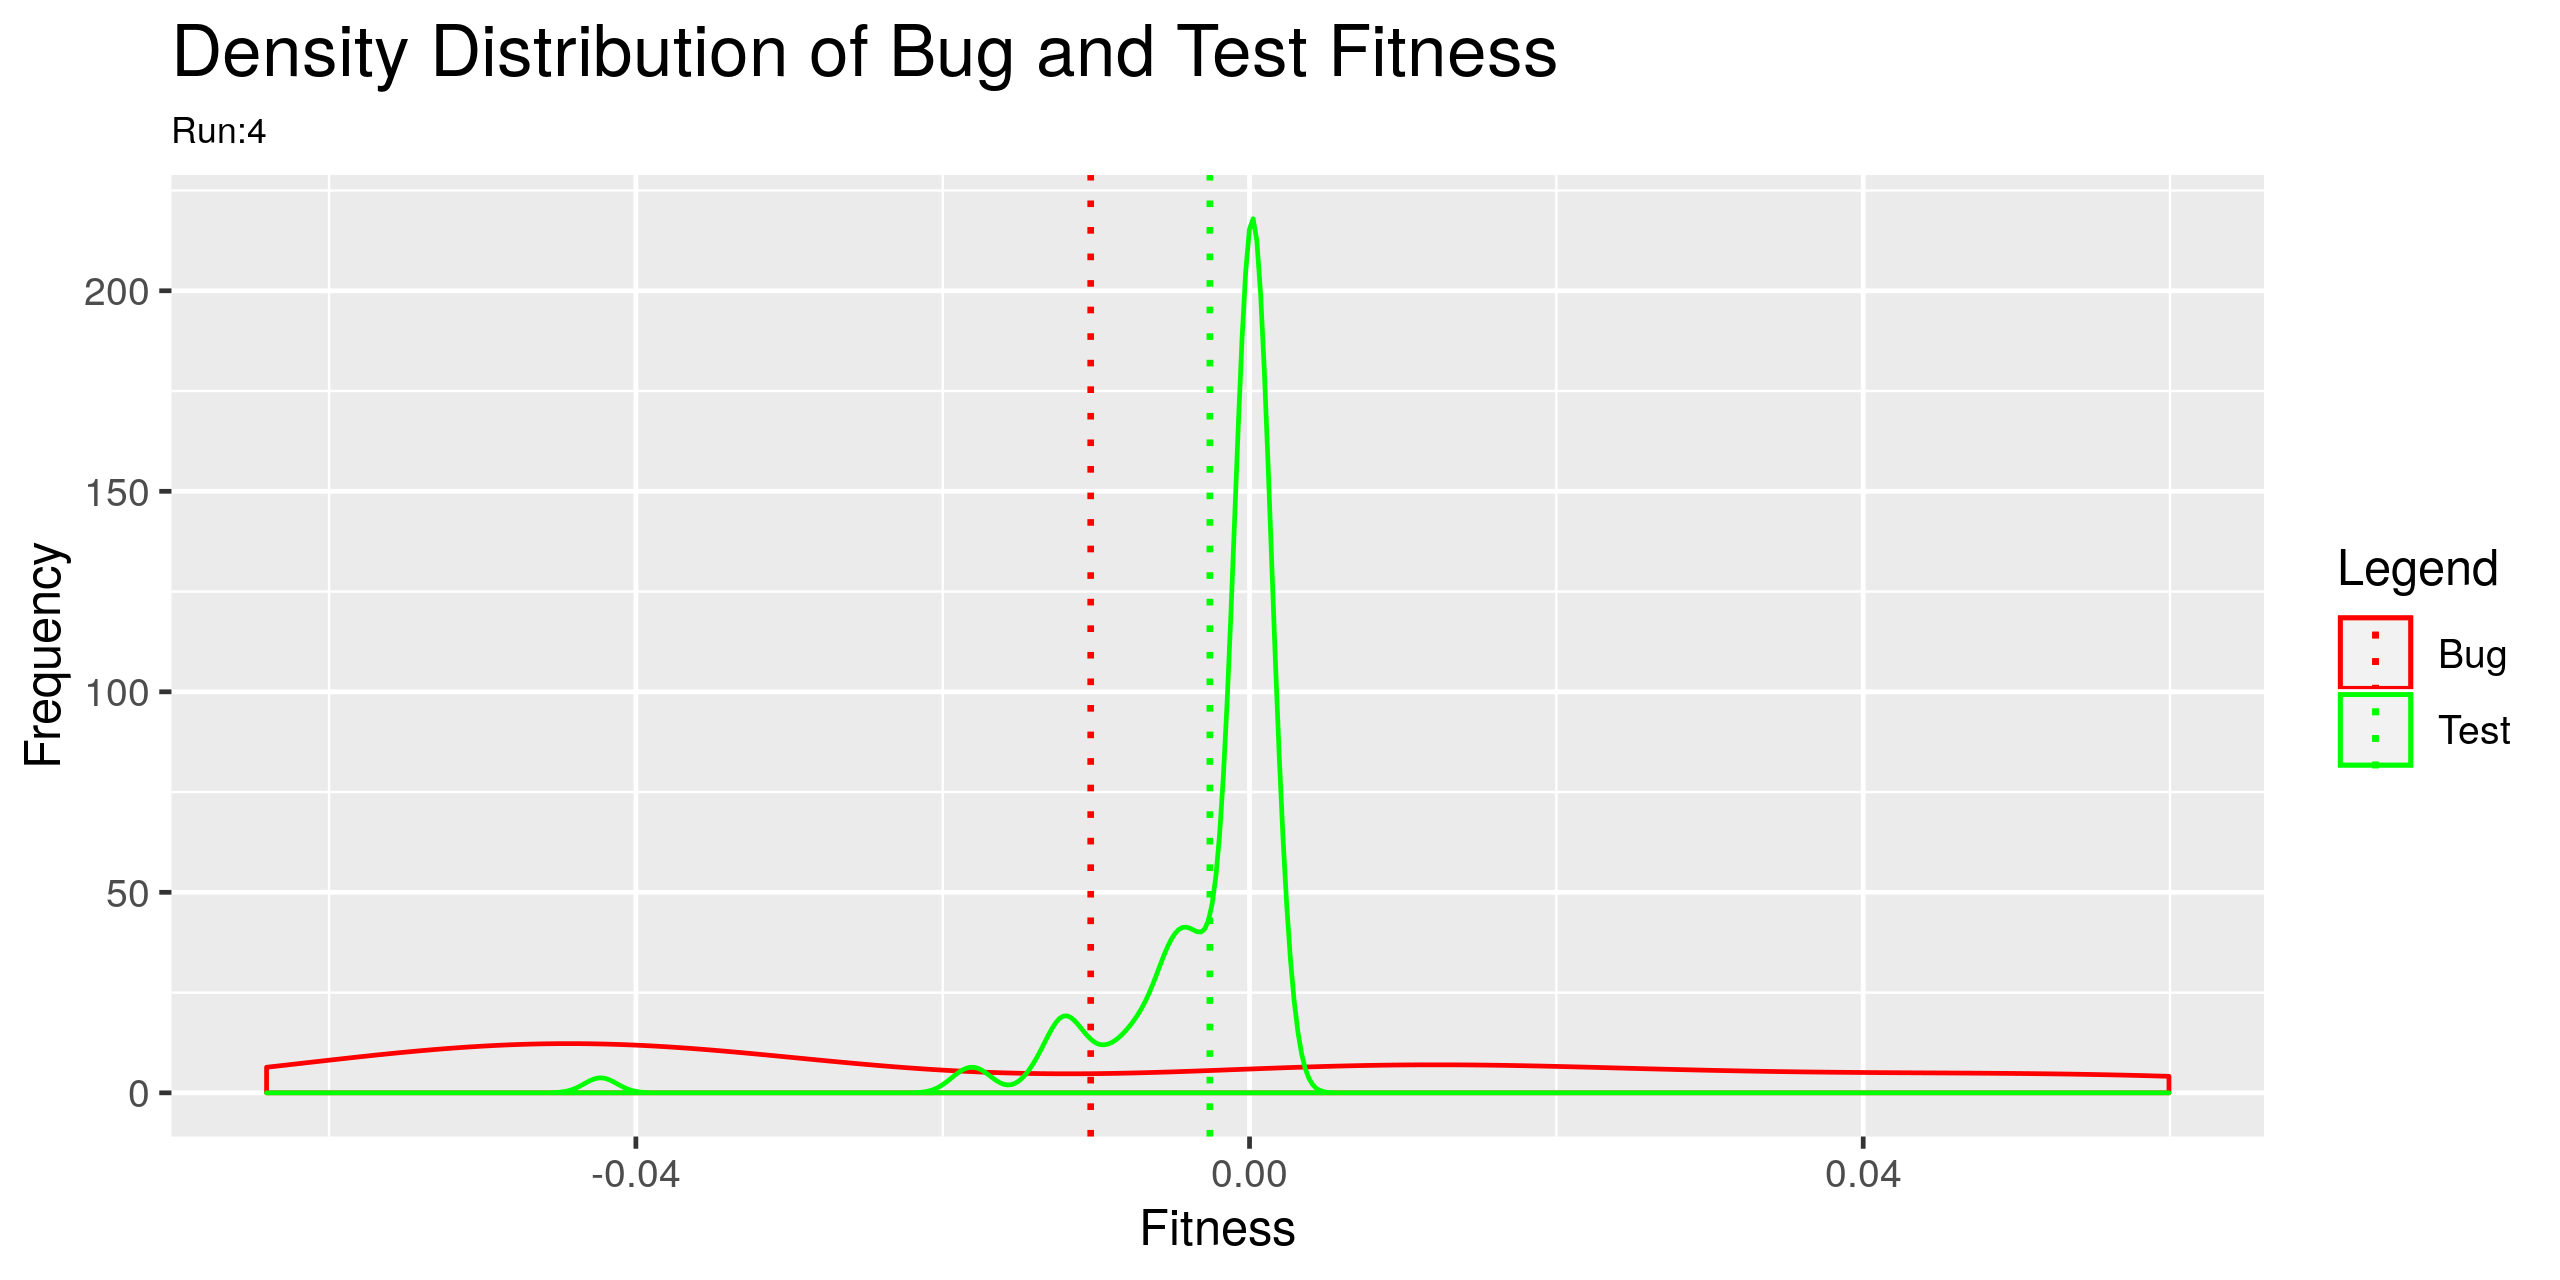 Density Distribution of Bug and Test Fitness
Run:4
Frequency
200
150
100
50
0
-0.04
0.00
0.04
Fitness
Legend
Bug
Test